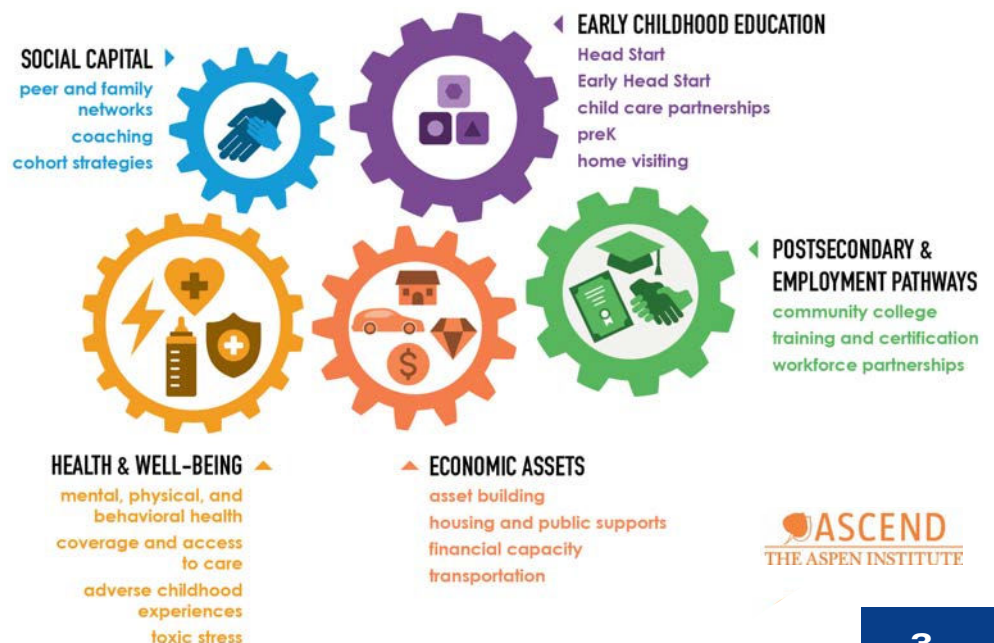 SOCIAL CAPITAL
peer and family
networks
coaching
cohort strategies
EARLY CHILDHOOD EDUCATION
Head Start
Early Head Start
child care partnerships
preK
home visiting
POSTSECONDARY &
EMPLOYMENT PATHWAYS
community college
training and certification
workforce partnerships
$
HEALTH & WELL-BEING
mental, physical, and
behavioral health
coverage and access
to care
adverse childhood
experiences
toxic stress
ECONOMIC ASSETS
asset building
housing and public supports
financial capacity
transportation
ASCEND
THE ASPEN INSTITUTE
3